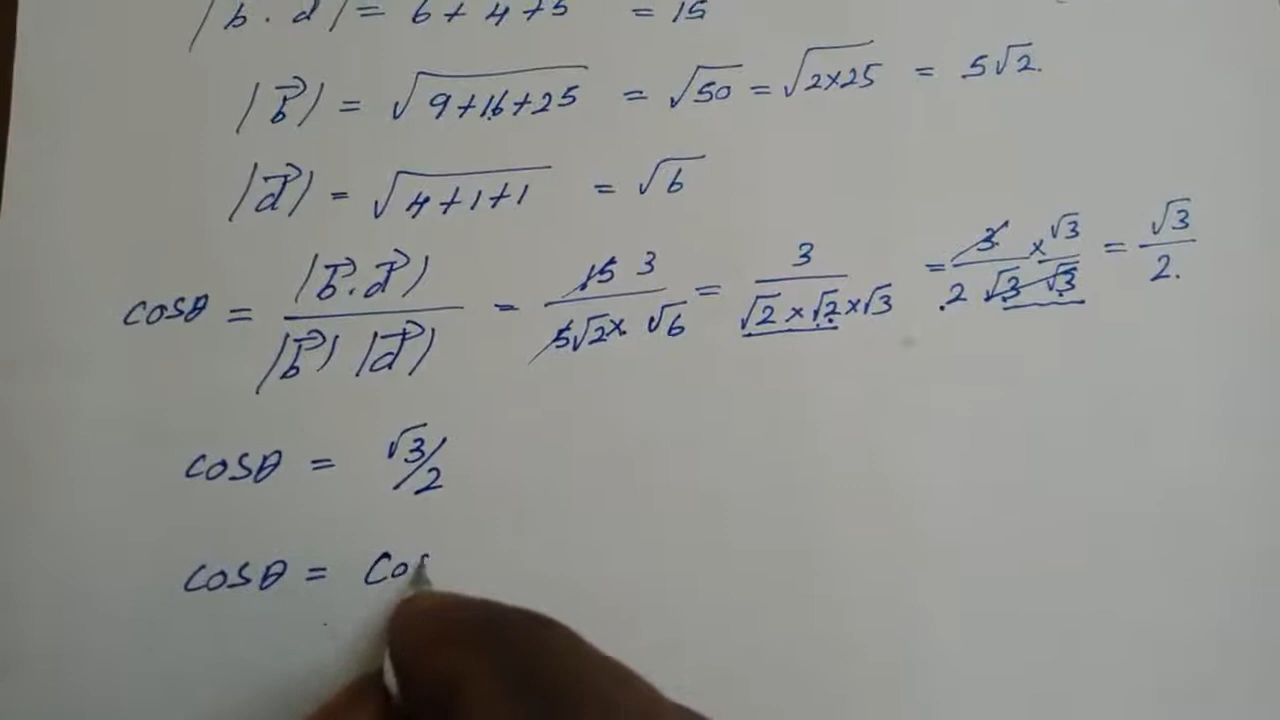 |b . d| = 6 + 4 + 5 = 15
|b⃗| = √(9+16+25) = √50 = √(2×25) = 5√2.
|d⃗| = √(4+1+1) = √6
cosθ = |b⃗.d⃗| / |b⃗| |d⃗| = 15 3 / 5√2× √6 = 3 / √2×√2×√3 = 3×√3 / 2 √3 √3 = √3 / 2.
cosθ = √3/2
cosθ = Cos